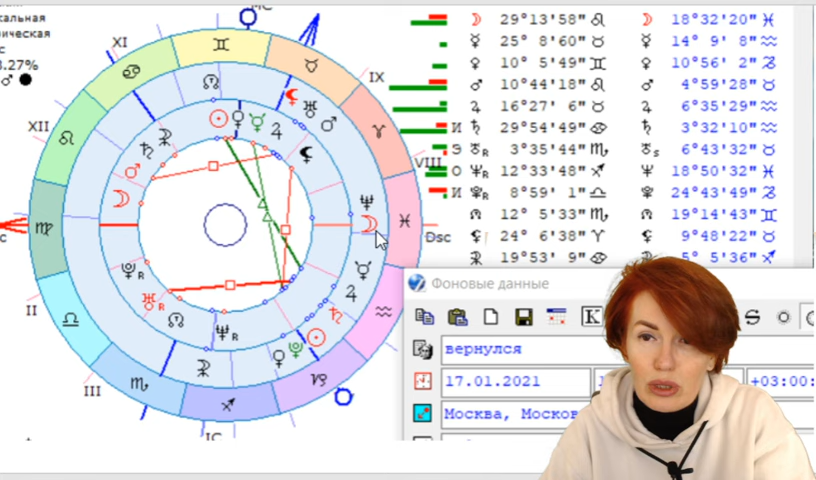 MC
кальная
рическая
с
.27%
XI
IX
XII
VIII
Dsc
II
III
IC
☽ 29°13'58"♌ ☽ 18°32'20"♓
☿ 25° 8'60"♉ ☿ 14° 9' 8"♒
♀ 10° 5'49"♊ ♀ 10°56' 2"♑
♂ 10°44'18"♌ ♂ 4°59'28"♉
♃ 16°27' 6"♉ ♃ 6°35'29"♒
И ♄ 29°54'49"♋ ♄ 3°32'10"♒
Э ♅R 3°35'44"♏ ♅s 6°43'32"♉
О ♆R 12°33'48"♐ ♆ 18°50'32"♓
И ♇R 8°59' 1"♎ ♇ 24°43'49"♑
☊ 12° 5'33"♏ ☊ 19°14'43"♊
⚸ 24° 6'38"♈ ⚸ 9°48'22"♉
19°53' 9"♋ 5° 5'36"♐
Фоновые данные
K
S
вернулся
17.01.2021
+03:00:
Москва, Москов